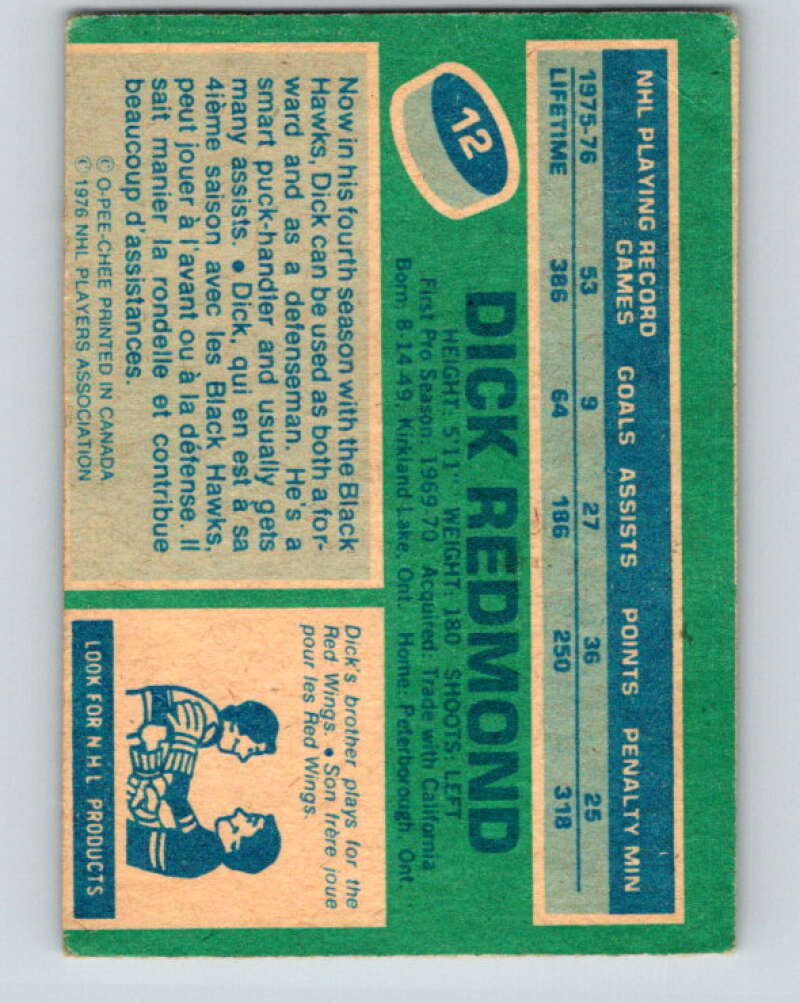 NHL PLAYING RECORD
GAMES GOALS ASSISTS POINTS PENALTY MIN
1975-76 53 9 27 36 25
LIFETIME 386 64 186 250 318
12
DICK REDMOND
HEIGHT: 5'11" WEIGHT: 180 SHOOTS: LEFT
First Pro Season: 1969-70 Acquired: Trade with California
Born: 8-14-49, Kirkland Lake, Ont. Home: Peterborough, Ont.
Now in his fourth season with the Black
Hawks, Dick can be used as both a for-
ward and as a defenseman. He's a
smart puck-handler and usually gets
many assists. • Dick, qui en est à sa
4ième saison avec les Black Hawks,
peut jouer à l'avant ou à la défense. Il
sait manier la rondelle et contribue
beaucoup d'assistances.
© O-PEE-CHEE PRINTED IN CANADA
© 1976 NHL PLAYERS ASSOCIATION
Dick's brother plays for the
Red Wings. • Son frère joue
pour les Red Wings.
LOOK FOR NHL PRODUCTS